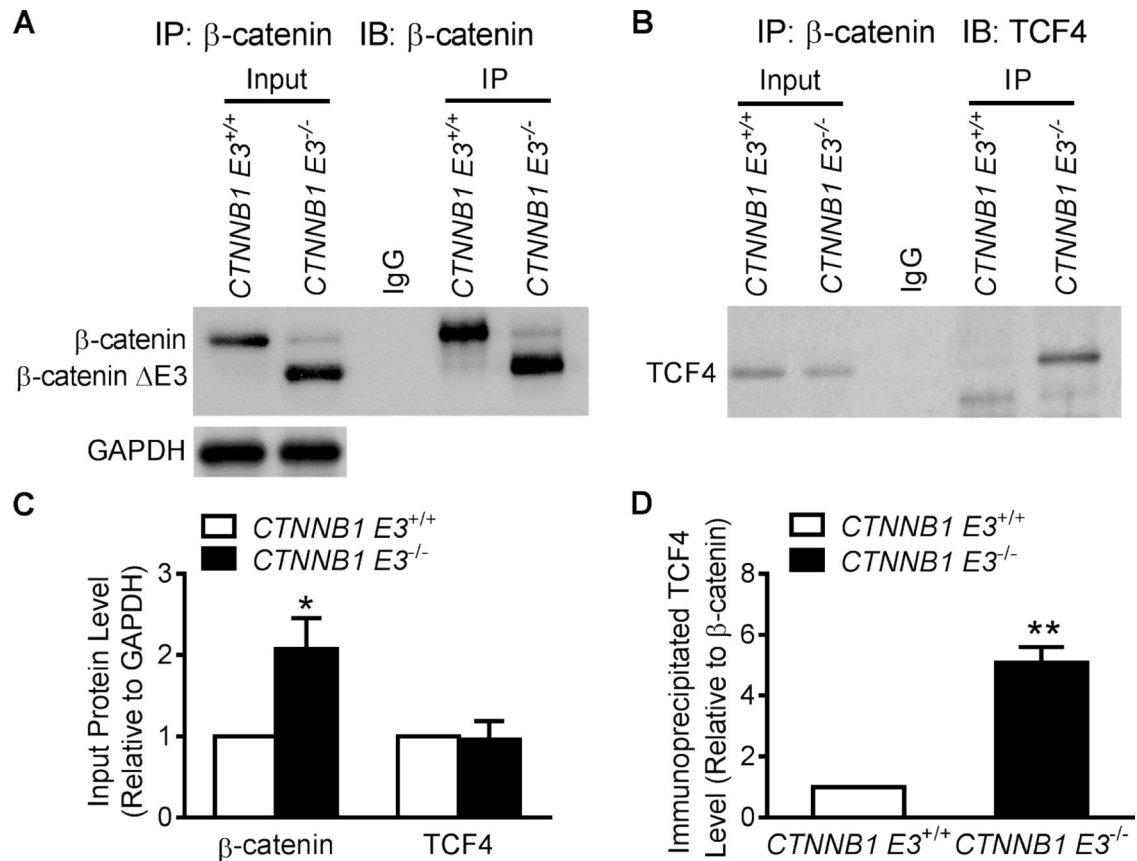 A
IP: β-catenin IB: β-catenin
Input
IP
CTNNB1 E3+/+
CTNNB1 E3-/-
IgG
CTNNB1 E3+/+
CTNNB1 E3-/-
β-catenin
β-catenin ΔE3
GAPDH
B
IP: β-catenin IB: TCF4
Input
IP
CTNNB1 E3+/+
CTNNB1 E3-/-
IgG
CTNNB1 E3+/+
CTNNB1 E3-/-
TCF4
C
CTNNB1 E3+/+
CTNNB1 E3-/-
Input Protein Level
(Relative to GAPDH)
3
2
1
0
*
β-catenin
TCF4
D
CTNNB1 E3+/+
CTNNB1 E3-/-
Immunoprecipitated TCF4
Level (Relative to β-catenin)
8
6
4
2
0
**
CTNNB1 E3+/+ CTNNB1 E3-/-